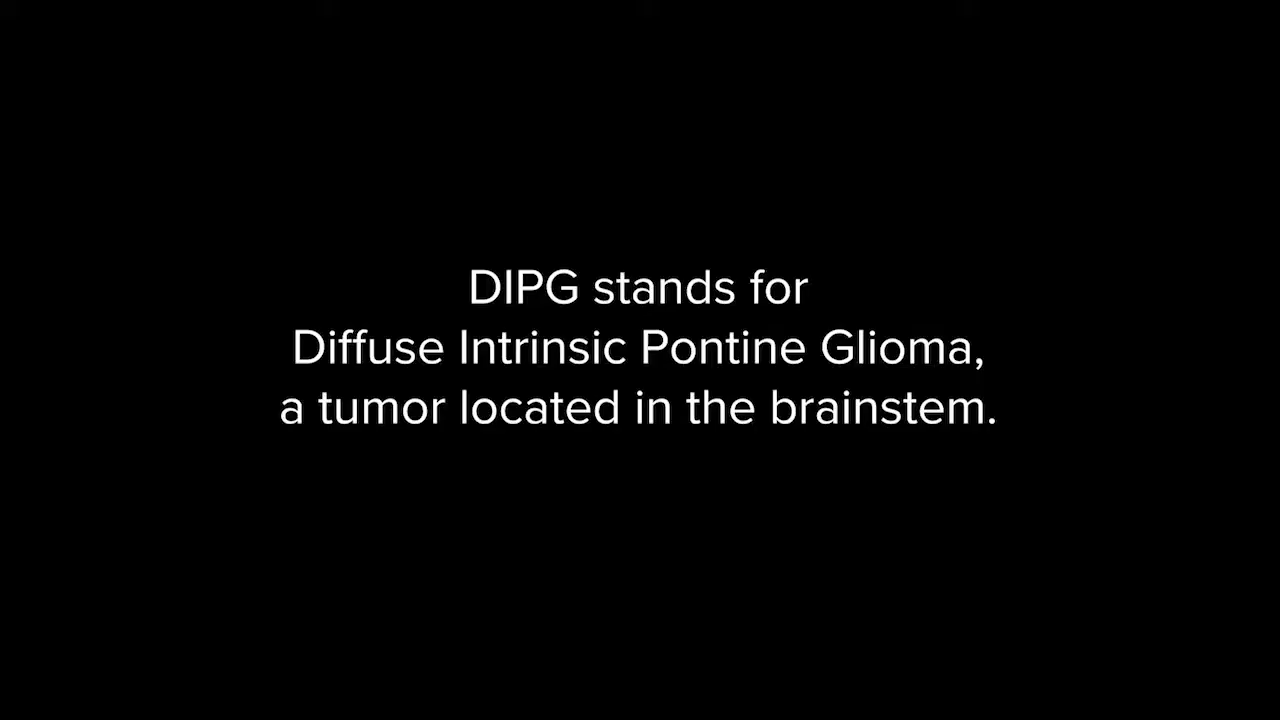 DIPG stands for
Diffuse Intrinsic Pontine Glioma,
a tumor located in the brainstem.